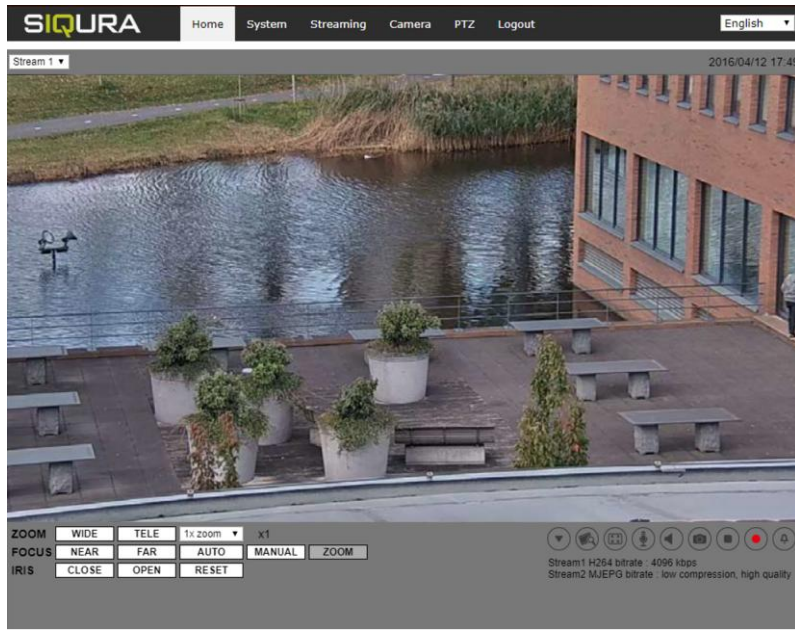 SIQURA Home System Streaming Camera PTZ Logout English
Stream 1 2016/04/12 17:49
ZOOM WIDE TELE 1x zoom x1
FOCUS NEAR FAR AUTO MANUAL ZOOM
IRIS CLOSE OPEN RESET
Stream1 H264 bitrate : 4096 kbps
Stream2 MJEPG bitrate : low compression, high quality